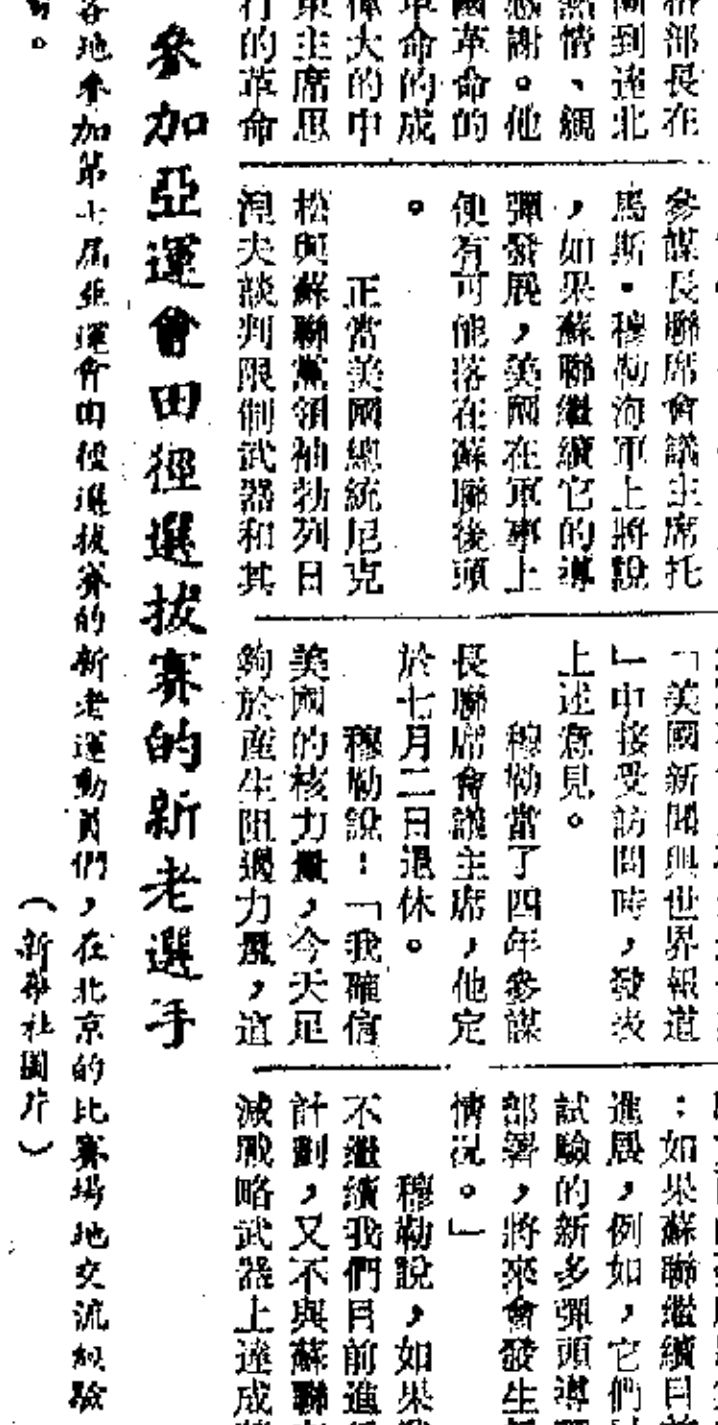 格部長在
團到達北
熱情、親
感謝。他
國革命的
革命的成
偉大的中
東主席思
行的革命
參謀長聯席會議主席托
馬斯·穆勒海軍上將說
，如果蘇聯繼續它的導
彈發展，美國在軍事上
便有可能落在蘇聯後頭
。
正當美國總統尼克
松與蘇聯黨領袖勃列日
涅夫談判限制武器和其
「美國新聞與世界報道
」中接受訪問時，發表
上述意見。
穆勒當了四年參謀
長聯席會議主席，他定
於七月二日退休。
穆勒說：「我確信
美國的核力量，今天足
夠於產生阻遏力量，這
：如果蘇聯繼續目前
進展，例如，它們
試驗的新多彈頭導彈
部署，將來會發生
情況。」
穆勒說，如果
不繼續我們目前進行
計劃，又不與蘇聯
減戰略武器上達成
參加亞運會田徑選拔賽的新老選手
各地參加第七屆亞運會田徑選拔賽的新老運動員們，在北京的比賽場地交流經驗
。
（新華社圖片）